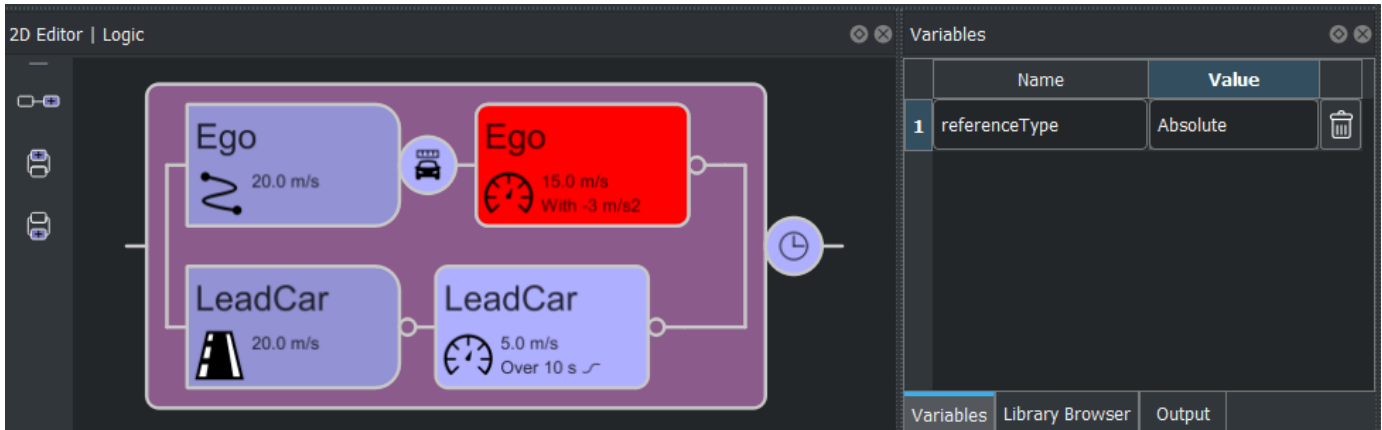 2D Editor | Logic
Ego
20.0 m/s
Ego
15.0 m/s
With -3 m/s2
LeadCar
20.0 m/s
LeadCar
5.0 m/s
Over 10 s
Variables
Name Value
1 referenceType Absolute
Variables Library Browser Output